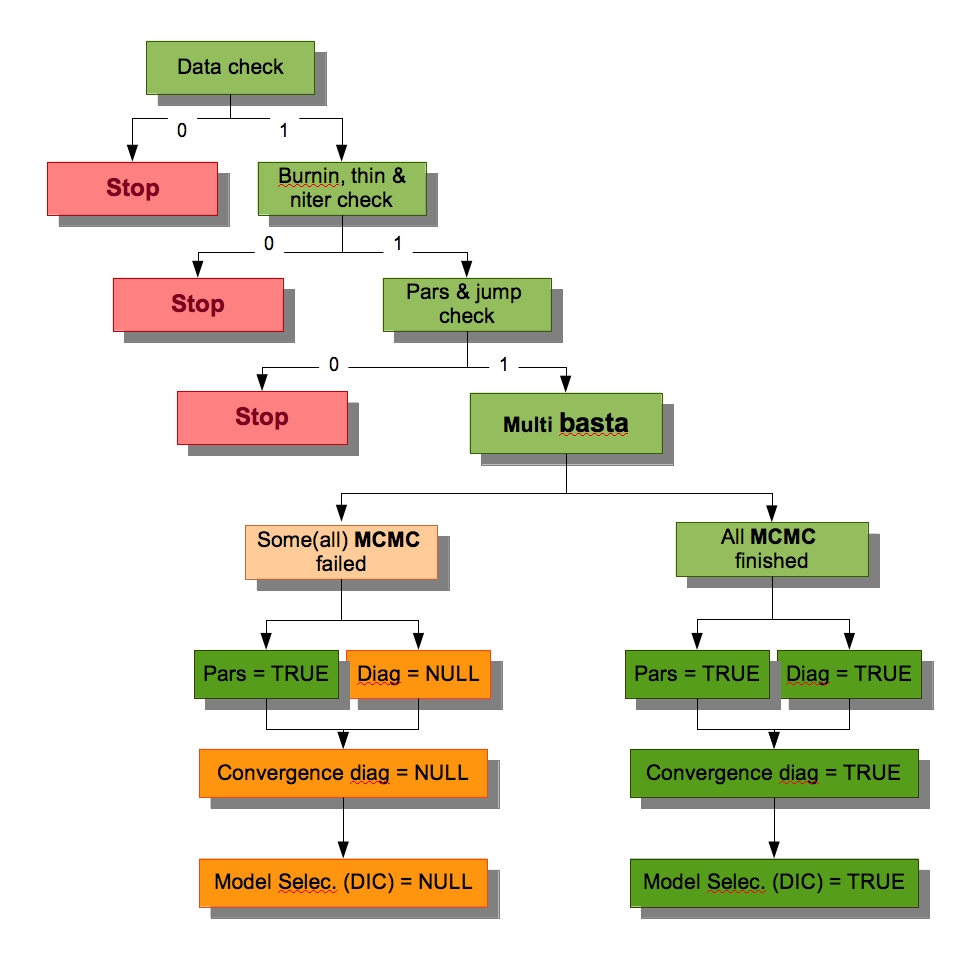 Data check
0
1
Stop
Burnin, thin &
niter check
0
1
Stop
Pars & jump
check
0
1
Stop
Multi basta
Some(all) MCMC
failed
All MCMC
finished
Pars = TRUE
Diag = NULL
Pars = TRUE
Diag = TRUE
Convergence diag = NULL
Convergence diag = TRUE
Model Selec. (DIC) = NULL
Model Selec. (DIC) = TRUE